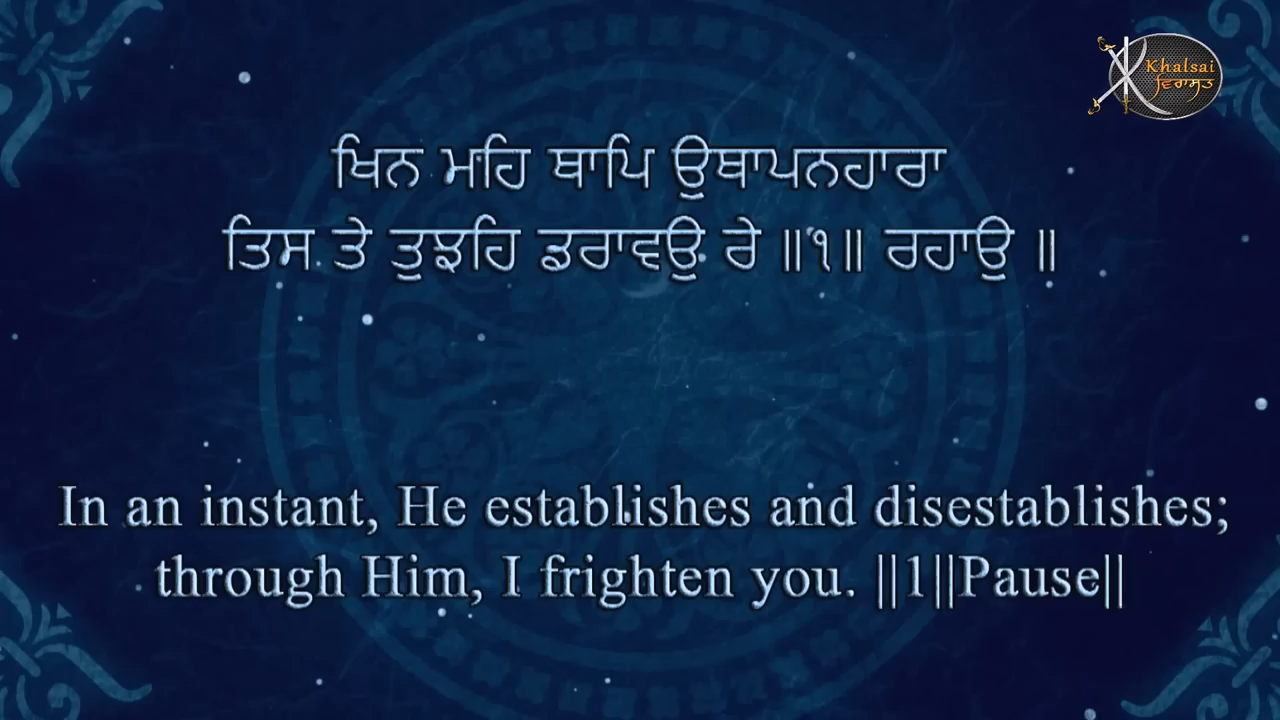 Khalsai
ਵਿਰਾਸਤ
ਖਿਨ ਮਹਿ ਥਾਪਿ ਉਥਾਪਨਹਾਰਾ
ਤਿਸ ਤੇ ਤੁਝਹਿ ਡਰਾਵਉ ਰੇ ॥੧॥ ਰਹਾਉ ॥
In an instant, He establishes and disestablishes;
through Him, I frighten you. ||1||Pause||